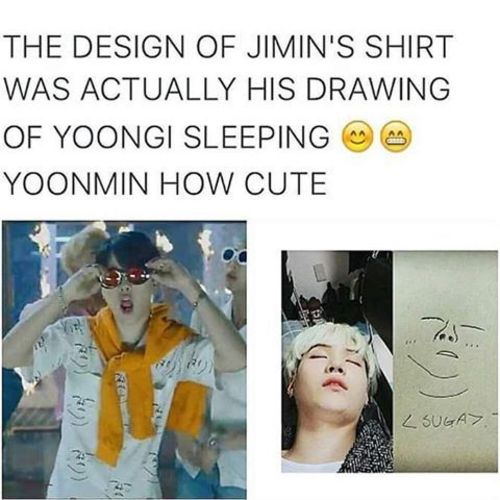 THE DESIGN OF JIMIN'S SHIRT
WAS ACTUALLY HIS DRAWING
OF YOONGI SLEEPING 😊😁
YOONMIN HOW CUTE
<SUGA>.